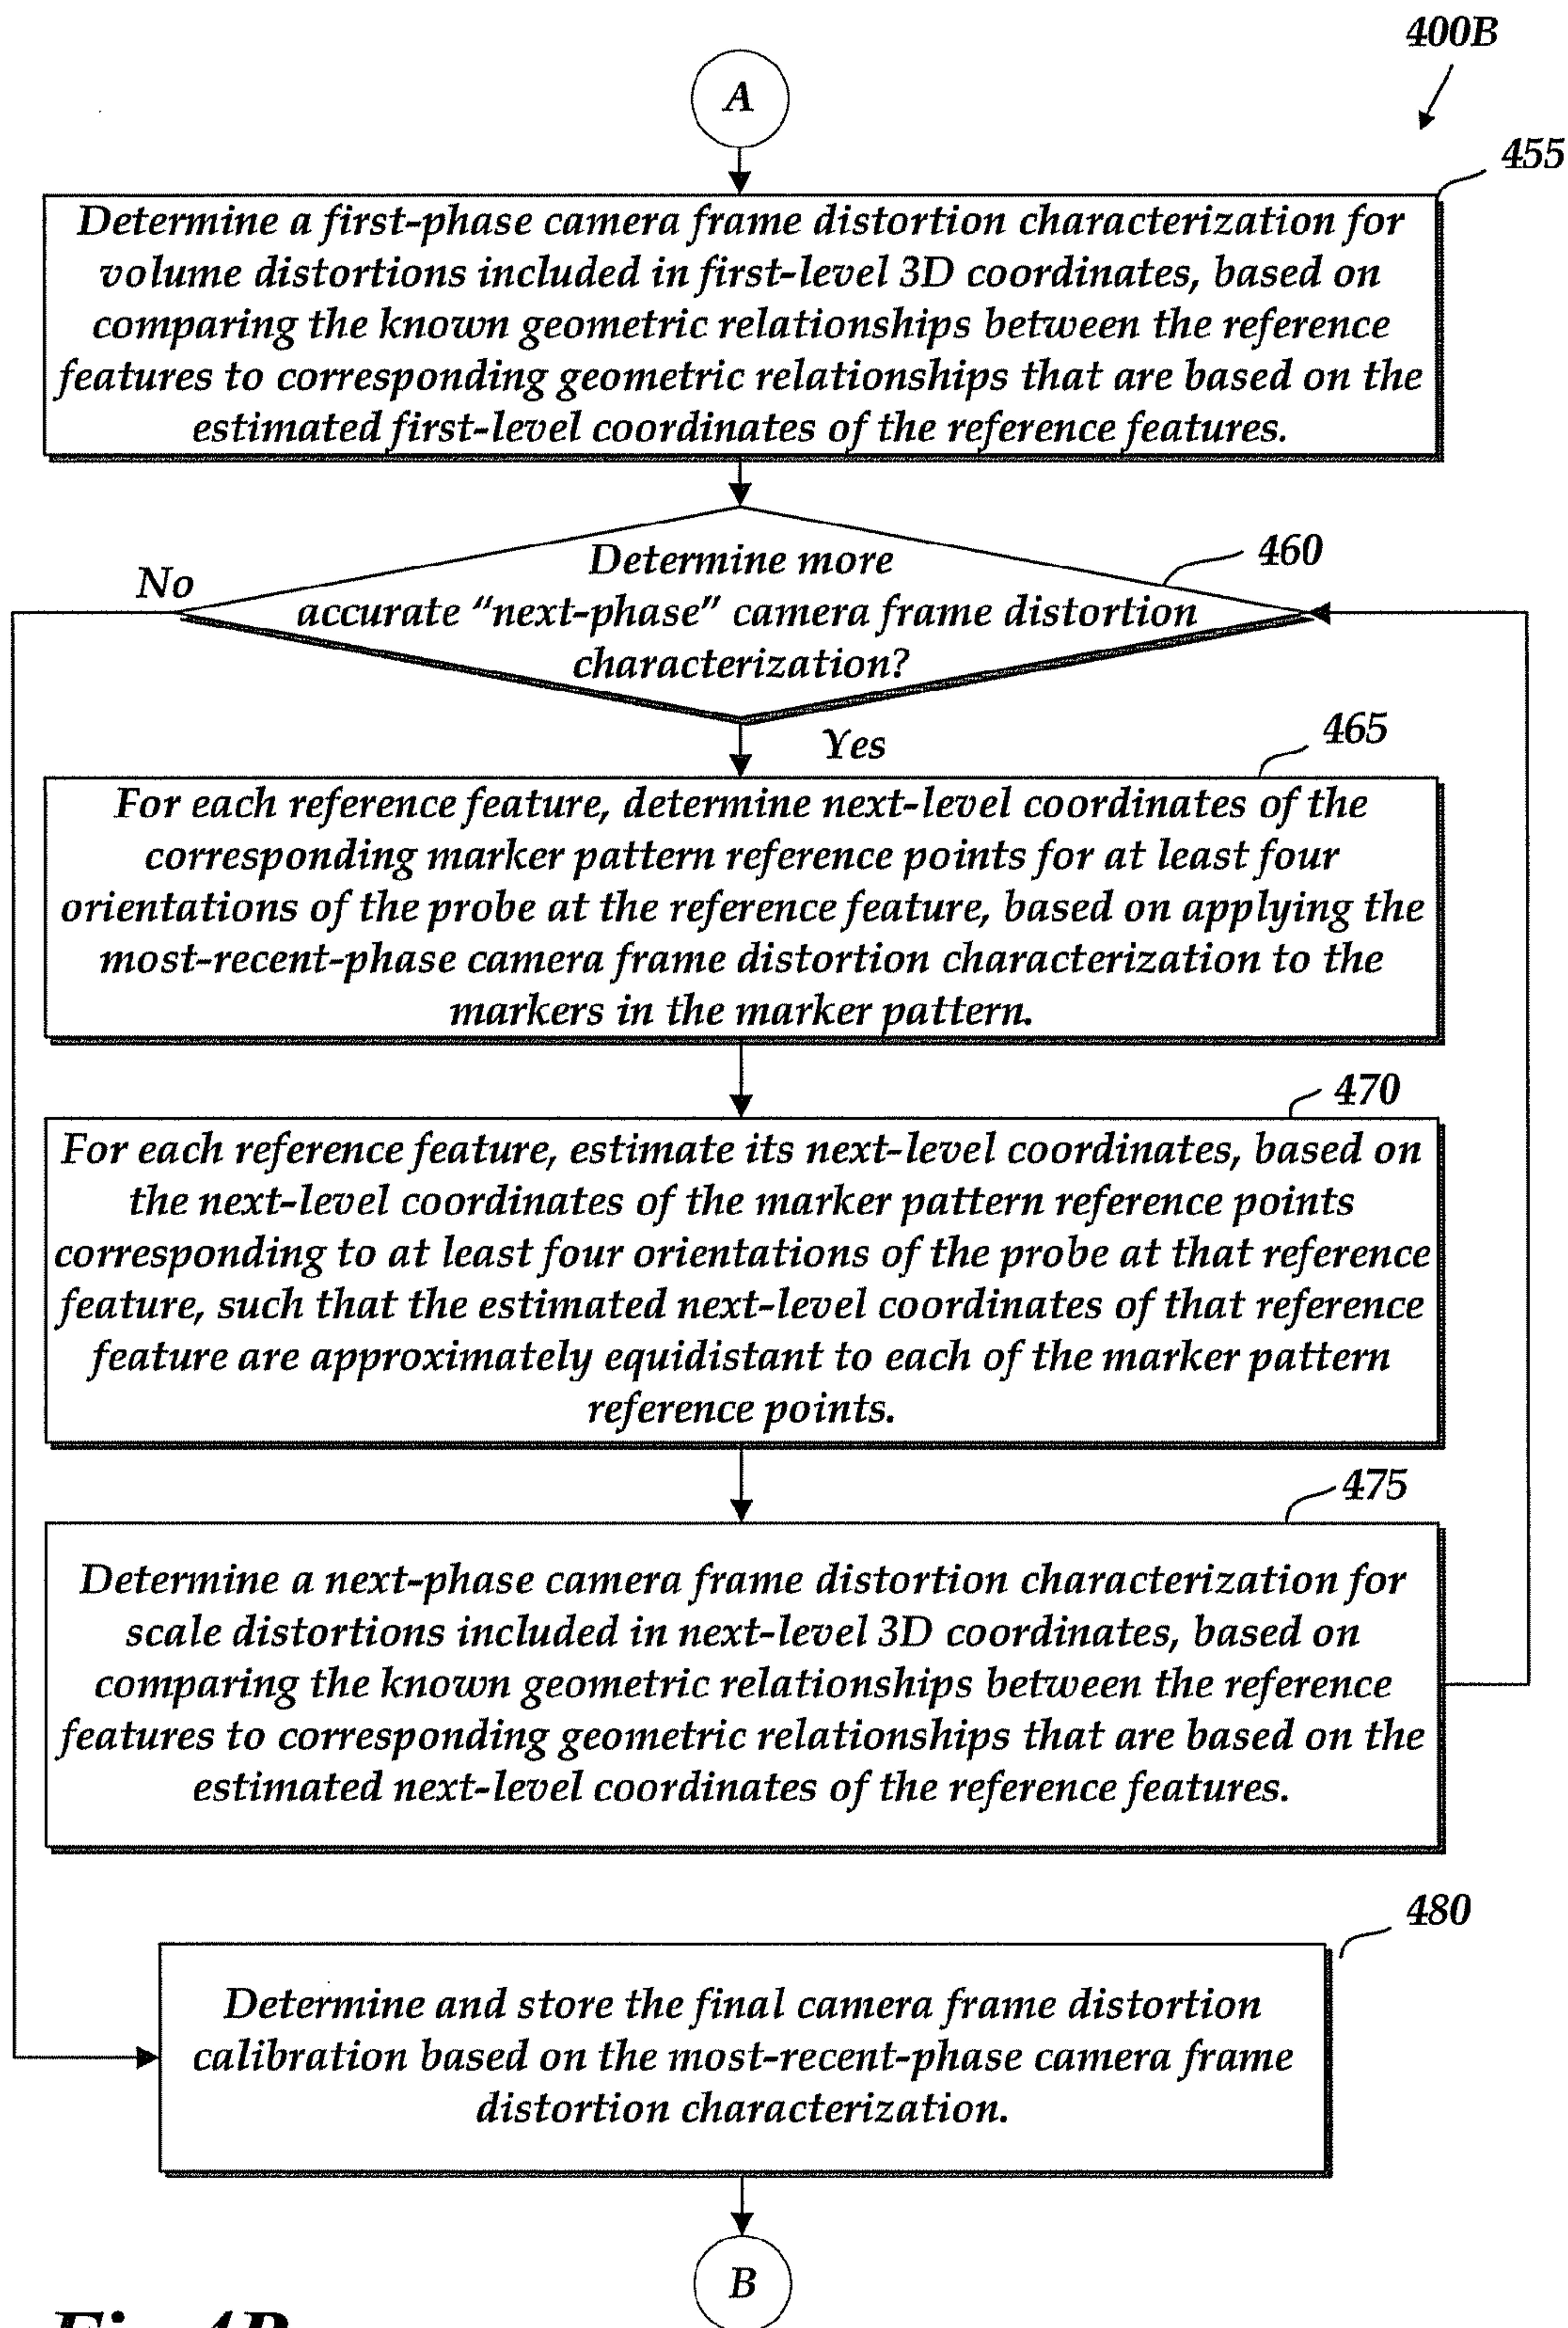 400B
A
455
Determine a first-phase camera frame distortion characterization for
volume distortions included in first-level 3D coordinates, based on
comparing the known geometric relationships between the reference
features to corresponding geometric relationships that are based on the
estimated first-level coordinates of the reference features.
460
No
Determine more
accurate "next-phase" camera frame distortion
characterization?
Yes
465
For each reference feature, determine next-level coordinates of the
corresponding marker pattern reference points for at least four
orientations of the probe at the reference feature, based on applying the
most-recent-phase camera frame distortion characterization to the
markers in the marker pattern.
470
For each reference feature, estimate its next-level coordinates, based on
the next-level coordinates of the marker pattern reference points
corresponding to at least four orientations of the probe at that reference
feature, such that the estimated next-level coordinates of that reference
feature are approximately equidistant to each of the marker pattern
reference points.
475
Determine a next-phase camera frame distortion characterization for
scale distortions included in next-level 3D coordinates, based on
comparing the known geometric relationships between the reference
features to corresponding geometric relationships that are based on the
estimated next-level coordinates of the reference features.
480
Determine and store the final camera frame distortion
calibration based on the most-recent-phase camera frame
distortion characterization.
B